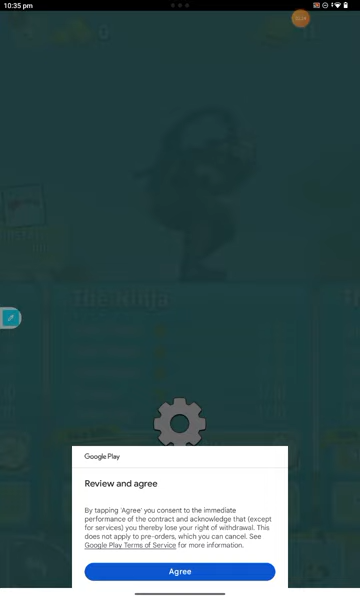 10:35 pm
The Ninja
Google Play
Review and agree
By tapping 'Agree' you consent to the immediate
performance of the contract and acknowledge that (except
for services) you thereby lose your right of withdrawal. This
does not apply to pre-orders, which you can cancel. See
Google Play Terms of Service for more information.
Agree